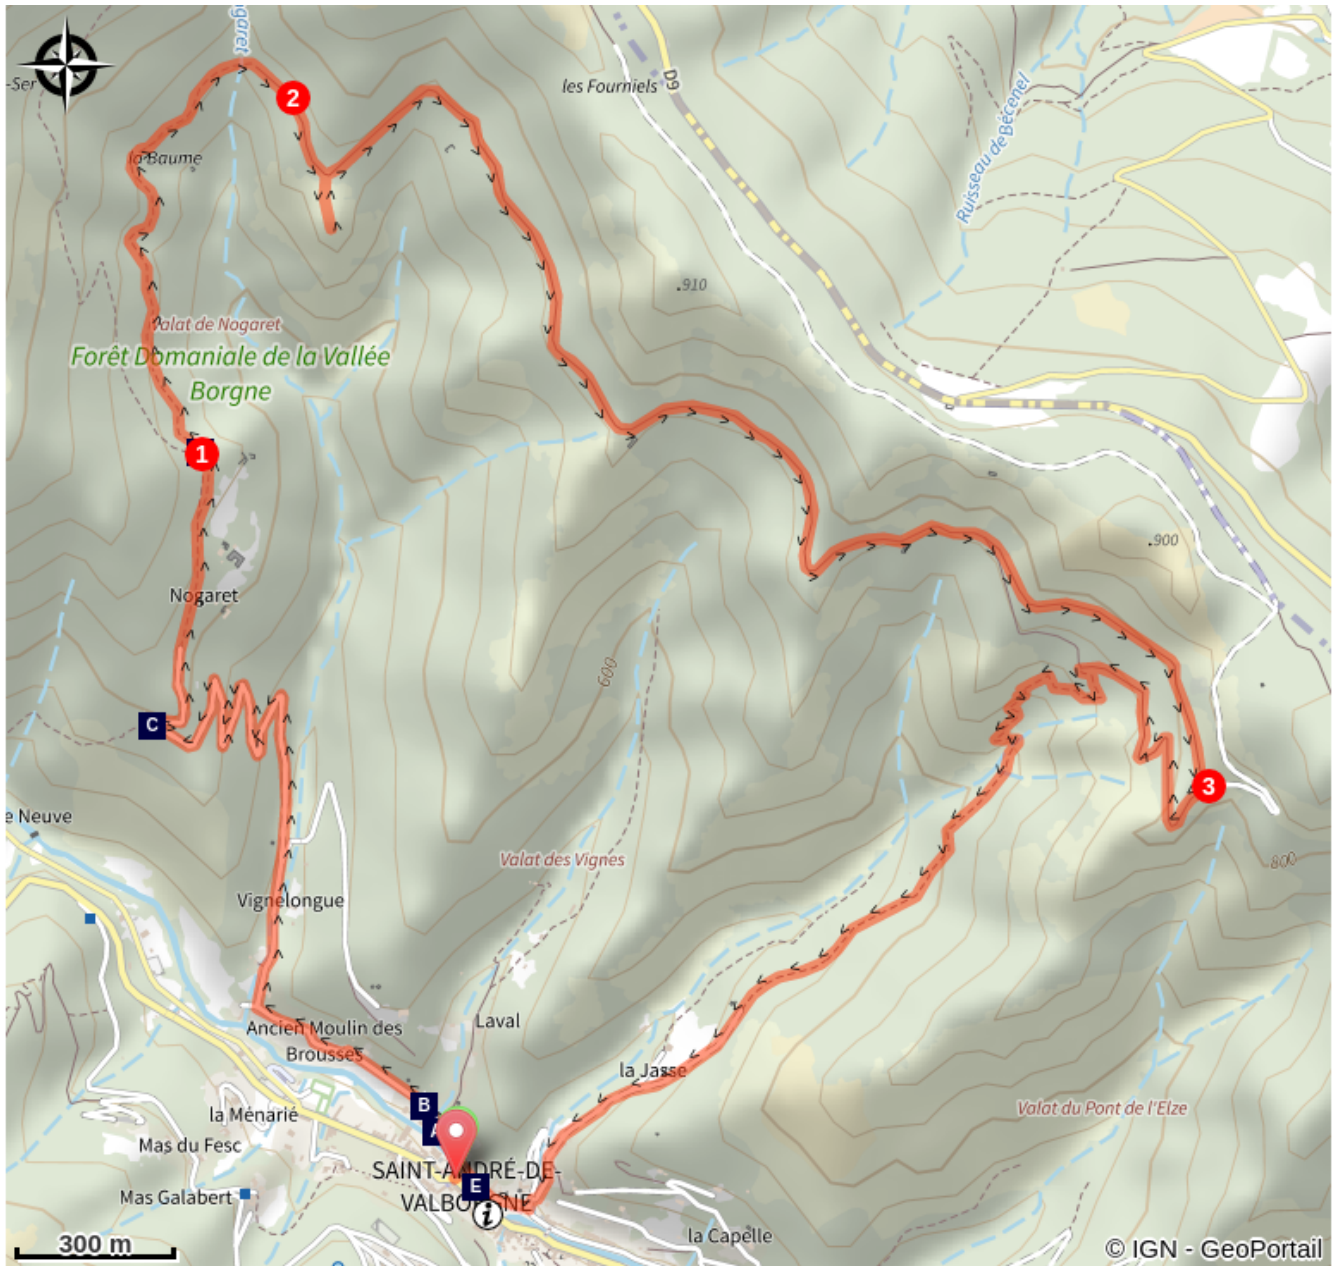 garet
-Ser
2
les Fourniels
D9
Ruisseau de Bécenel
la Baume
.910
Valat de Nogaret
Forêt Domaniale de la Vallée
Borgne
1
.900
Nogaret
600
C
3
e Neuve
Valat des Vignes
800
Vignelongue
Ancien Moulin des
Brousses
Laval
la Jasse
B
la Ménarié
A
Valat du Pont de l'Elze
Mas du Fesc
SAINT-ANDRÉ-DE-
VALBORGNE
E
Mas Galabert
i
la Capelle
300 m
© IGN - GeoPortail